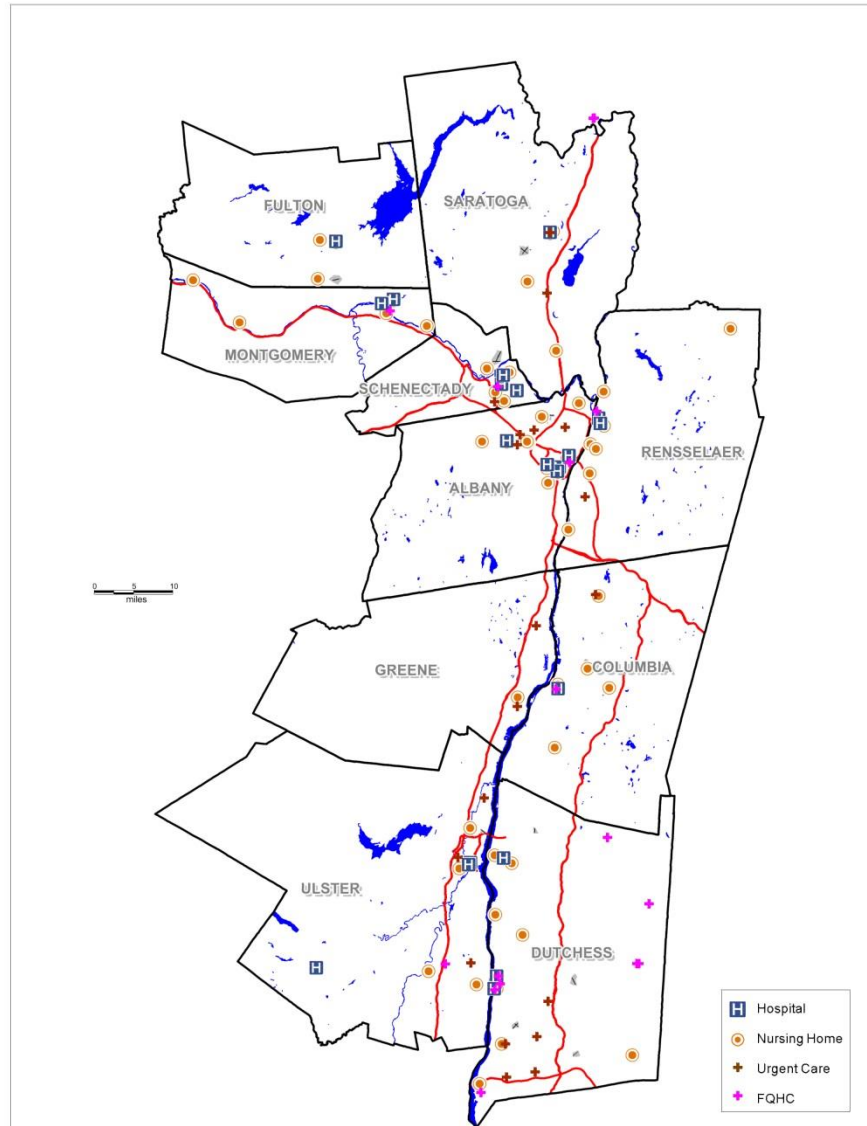 FULTON
SARATOGA
MONTGOMERY
SCHENECTADY
RENSSELAER
ALBANY
0 5 10
miles
GREENE
COLUMBIA
ULSTER
DUTCHESS
H Hospital
Nursing Home
Urgent Care
FQHC